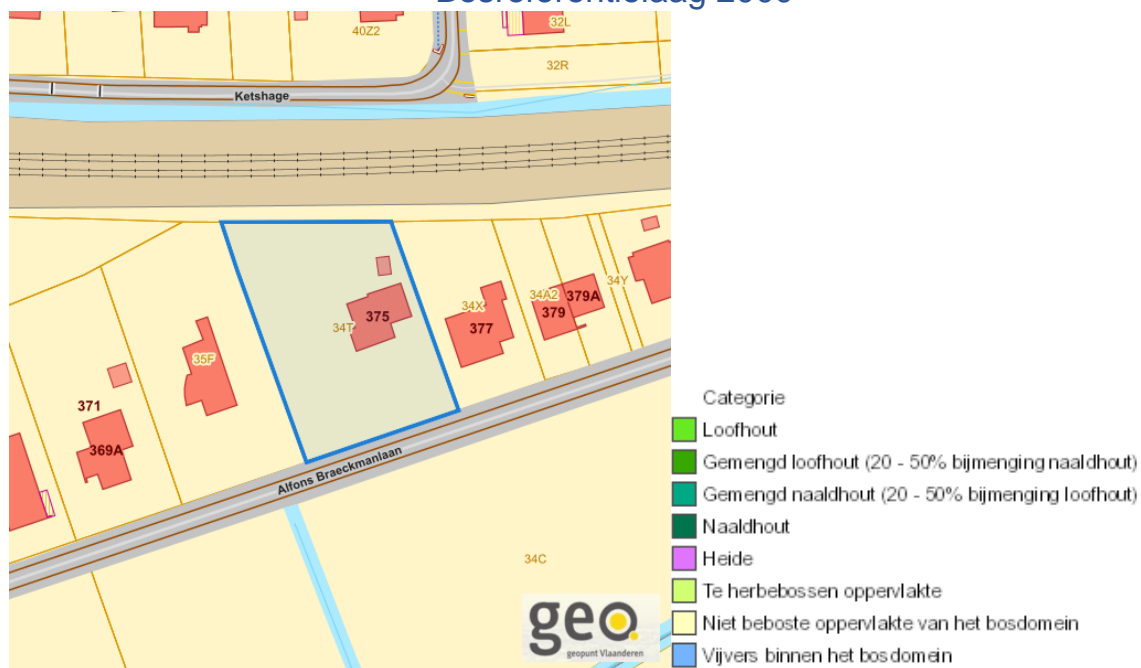 40Z2
32L
32R
Ketshage
375
34T
34X
377
34A2
379A
379
34Y
35F
371
369A
Alfons Braeckmanlaan
34C
geo
geopunt Vlaanderen
Categorie
Loofhout
Gemengd loofhout (20 - 50% bijmenging naaldhout)
Gemengd naaldhout (20 - 50% bijmenging loofhout)
Naaldhout
Heide
Te herbebossen oppervlakte
Niet beboste oppervlakte van het bosdomein
Vijvers binnen het bosdomein